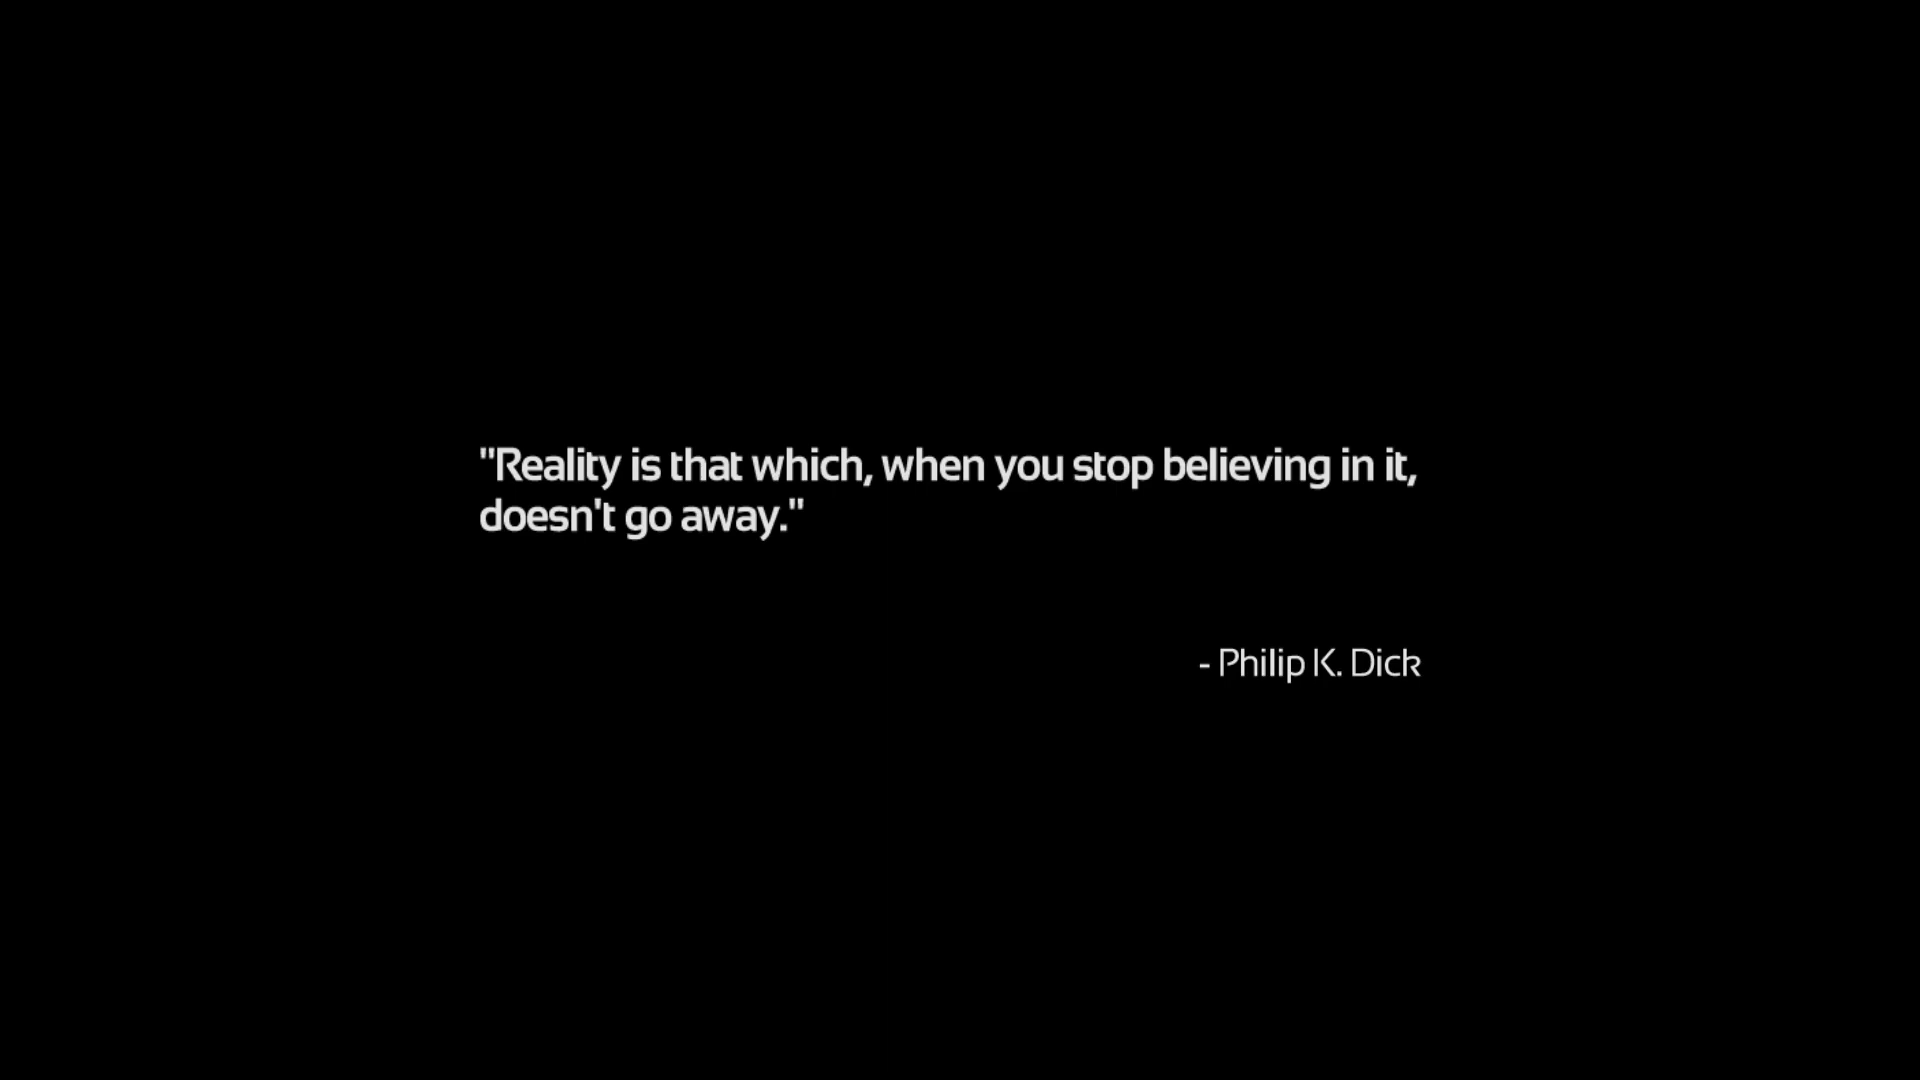 "Reality is that which, when you stop believing in it,
doesn't go away."
- Philip K. Dick